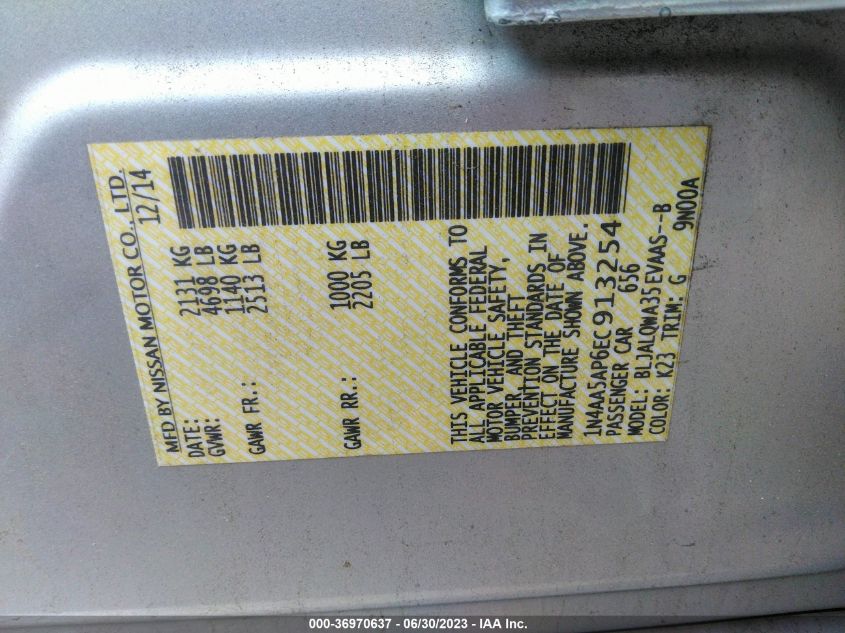 MFD BY NISSAN MOTOR CO., LTD.
DATE: 12/14
GVWR: 2131 KG
4698 LB
GAWR FR.: 1140 KG
2513 LB
GAWR RR.: 1000 KG
2205 LB
THIS VEHICLE CONFORMS TO
ALL APPLICABLE FEDERAL
MOTOR VEHICLE SAFETY,
BUMPER, AND THEFT
PREVENTION STANDARDS IN
EFFECT ON THE DATE OF
MANUFACTURE SHOWN ABOVE.
1N4AA5AP6EC913254
PASSENGER CAR 656
MODEL: BLJALOWA35EVAAS--B
COLOR: K23 TRIM: G 9N00A
000-36970637 - 06/30/2023 - IAA Inc.